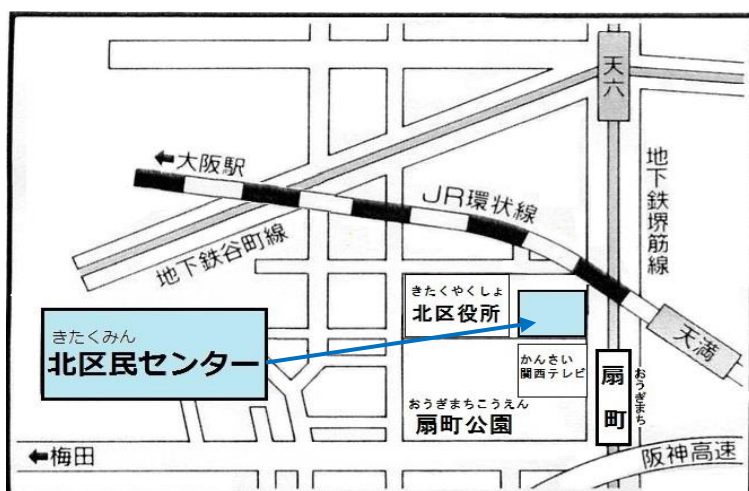 天六
←大阪駅
JR環状線
地下鉄堺筋線
地下鉄谷町線
きたくやくしょ
北区役所
きたくみん
北区民センター
天満
かんさい
関西テレビ
扇町
おうぎまち
おうぎまちこうえん
扇町公園
←梅田
阪神高速